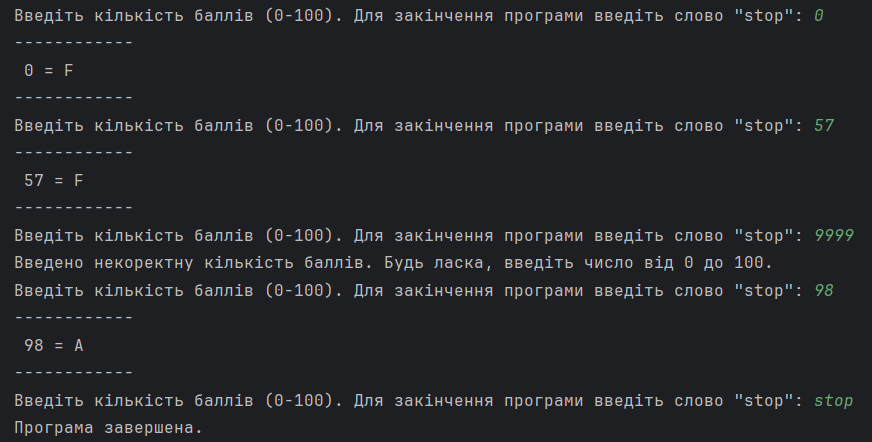 Введіть кількість баллів (0-100). Для закінчення програми введіть слово "stop": 0
------------
 0 = F
------------
Введіть кількість баллів (0-100). Для закінчення програми введіть слово "stop": 57
------------
 57 = F
------------
Введіть кількість баллів (0-100). Для закінчення програми введіть слово "stop": 9999
Введено некоректну кількість баллів. Будь ласка, введіть число від 0 до 100.
Введіть кількість баллів (0-100). Для закінчення програми введіть слово "stop": 98
------------
 98 = A
------------
Введіть кількість баллів (0-100). Для закінчення програми введіть слово "stop": stop
Програма завершена.